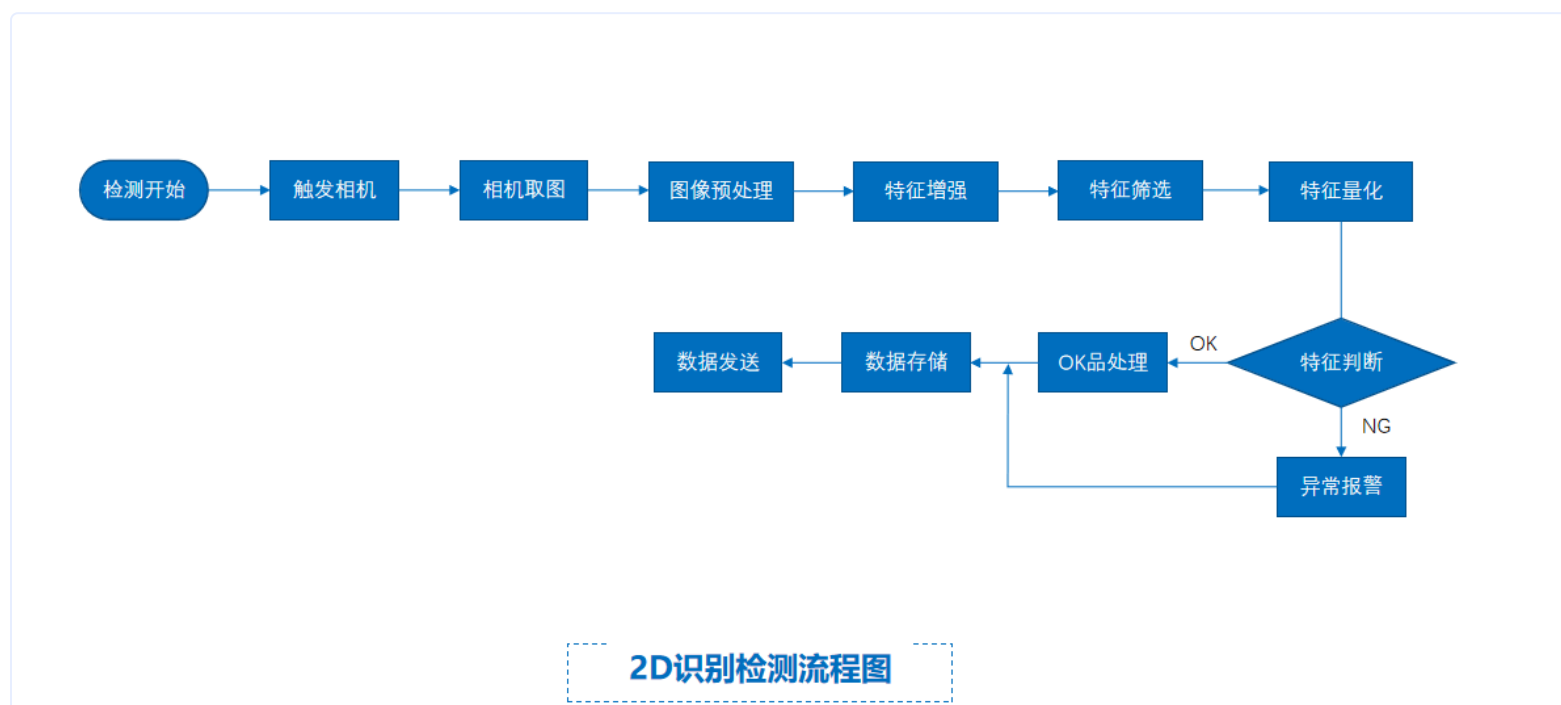 检测开始
触发相机
相机取图
图像预处理
特征增强
特征筛选
特征量化
特征判断
OK
OK品处理
数据存储
数据发送
NG
异常报警
2D识别检测流程图